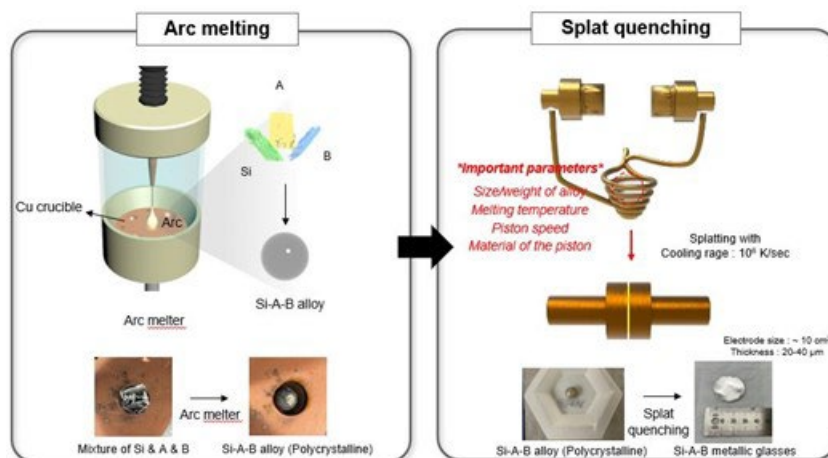 Arc melting
A
Si
B
Cu crucible
Arc
Si-A-B alloy
Arc melter
Arc melter
Mixture of Si & A & B
Si-A-B alloy (Polycrystalline)
Splat quenching
*Important parameters*
Size/weight of alloy
Melting temperature
Piston speed
Material of the piston
Splatting with
Cooling rage : 10⁶ K/sec
Electrode size : ~ 10 cm²
Thickness : 20-40 μm
Splat
quenching
Si-A-B alloy (Polycrystalline)
Si-A-B metallic glasses